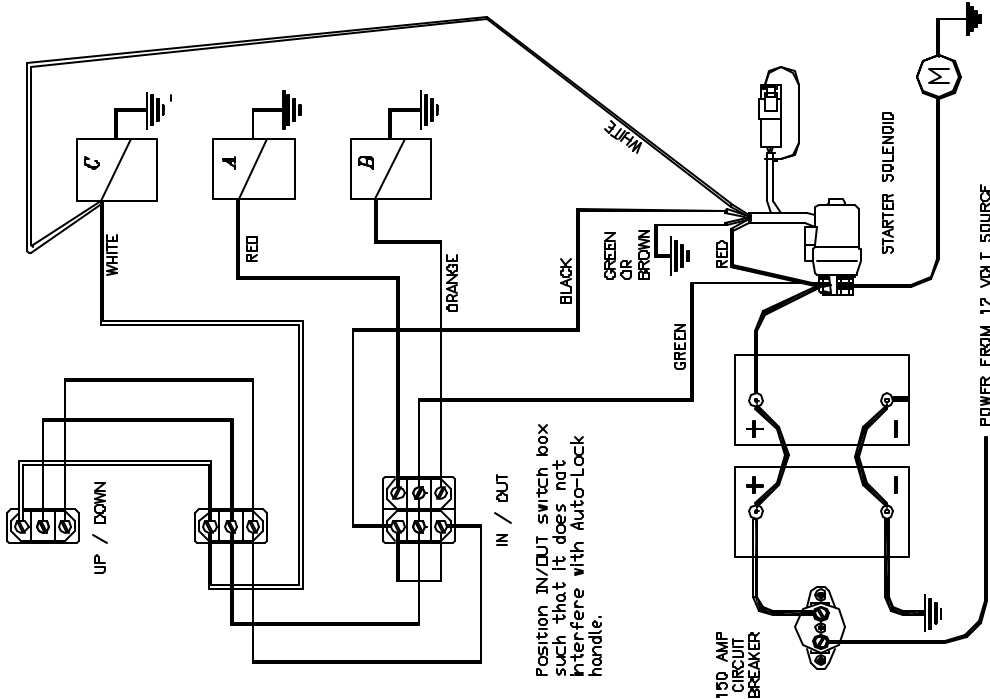 C
A
B
M
WHITE
STARTER SOLENOID
WHITE
RED
ORANGE
BLACK
GREEN
OR
BROWN
RED
GREEN
POWER FROM 12 VOLT SOURCE
+
-
+
-
UP / DOWN
IN / OUT
Position IN/OUT switch box
such that it does not
interfere with Auto-Lock
handle.
150 AMP
CIRCUIT
BREAKER